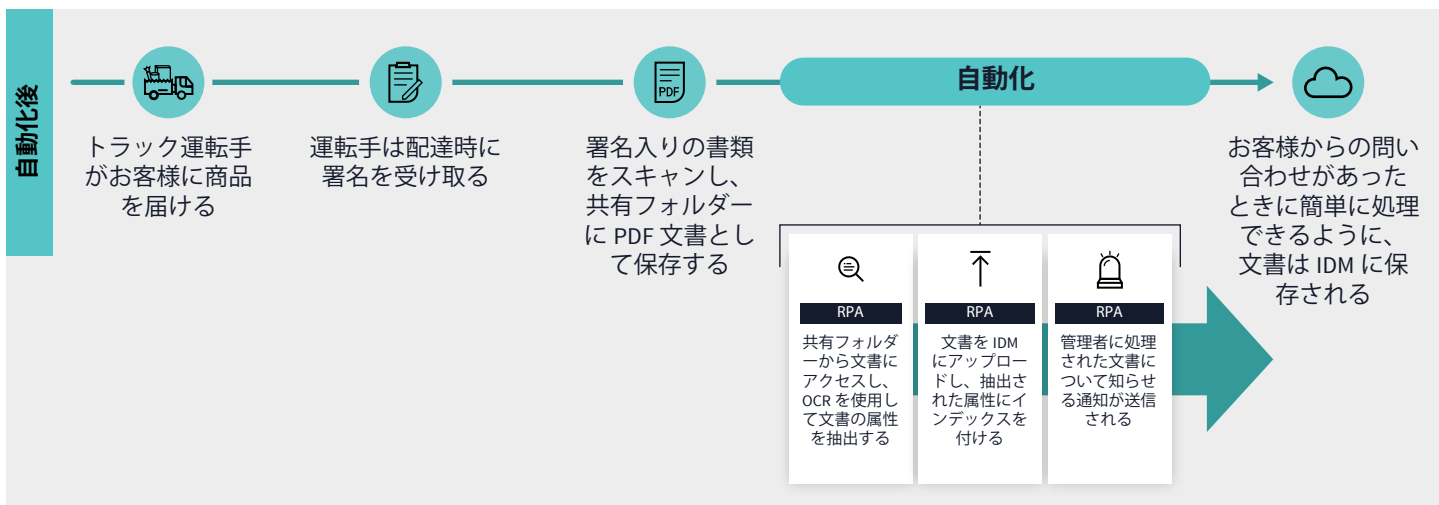 自動化後
トラック運転手
がお客様に商品
を届ける
運転手は配達時に
署名を受け取る
PDF
署名入りの書類
をスキャンし、
共有フォルダー
に PDF 文書とし
て保存する
自動化
RPA
共有フォルダ
ーから文書に
アクセスし、
OCR を使用し
て文書の属性
を抽出する
RPA
文書を IDM
にアップロー
ドし、抽出さ
れた属性にイ
ンデックスを
付ける
RPA
管理者に処理
された文書に
ついて知らせ
る通知が送信
される
お客様からの問い
合わせがあった
ときに簡単に処理
できるように、
文書は IDM に保
存される